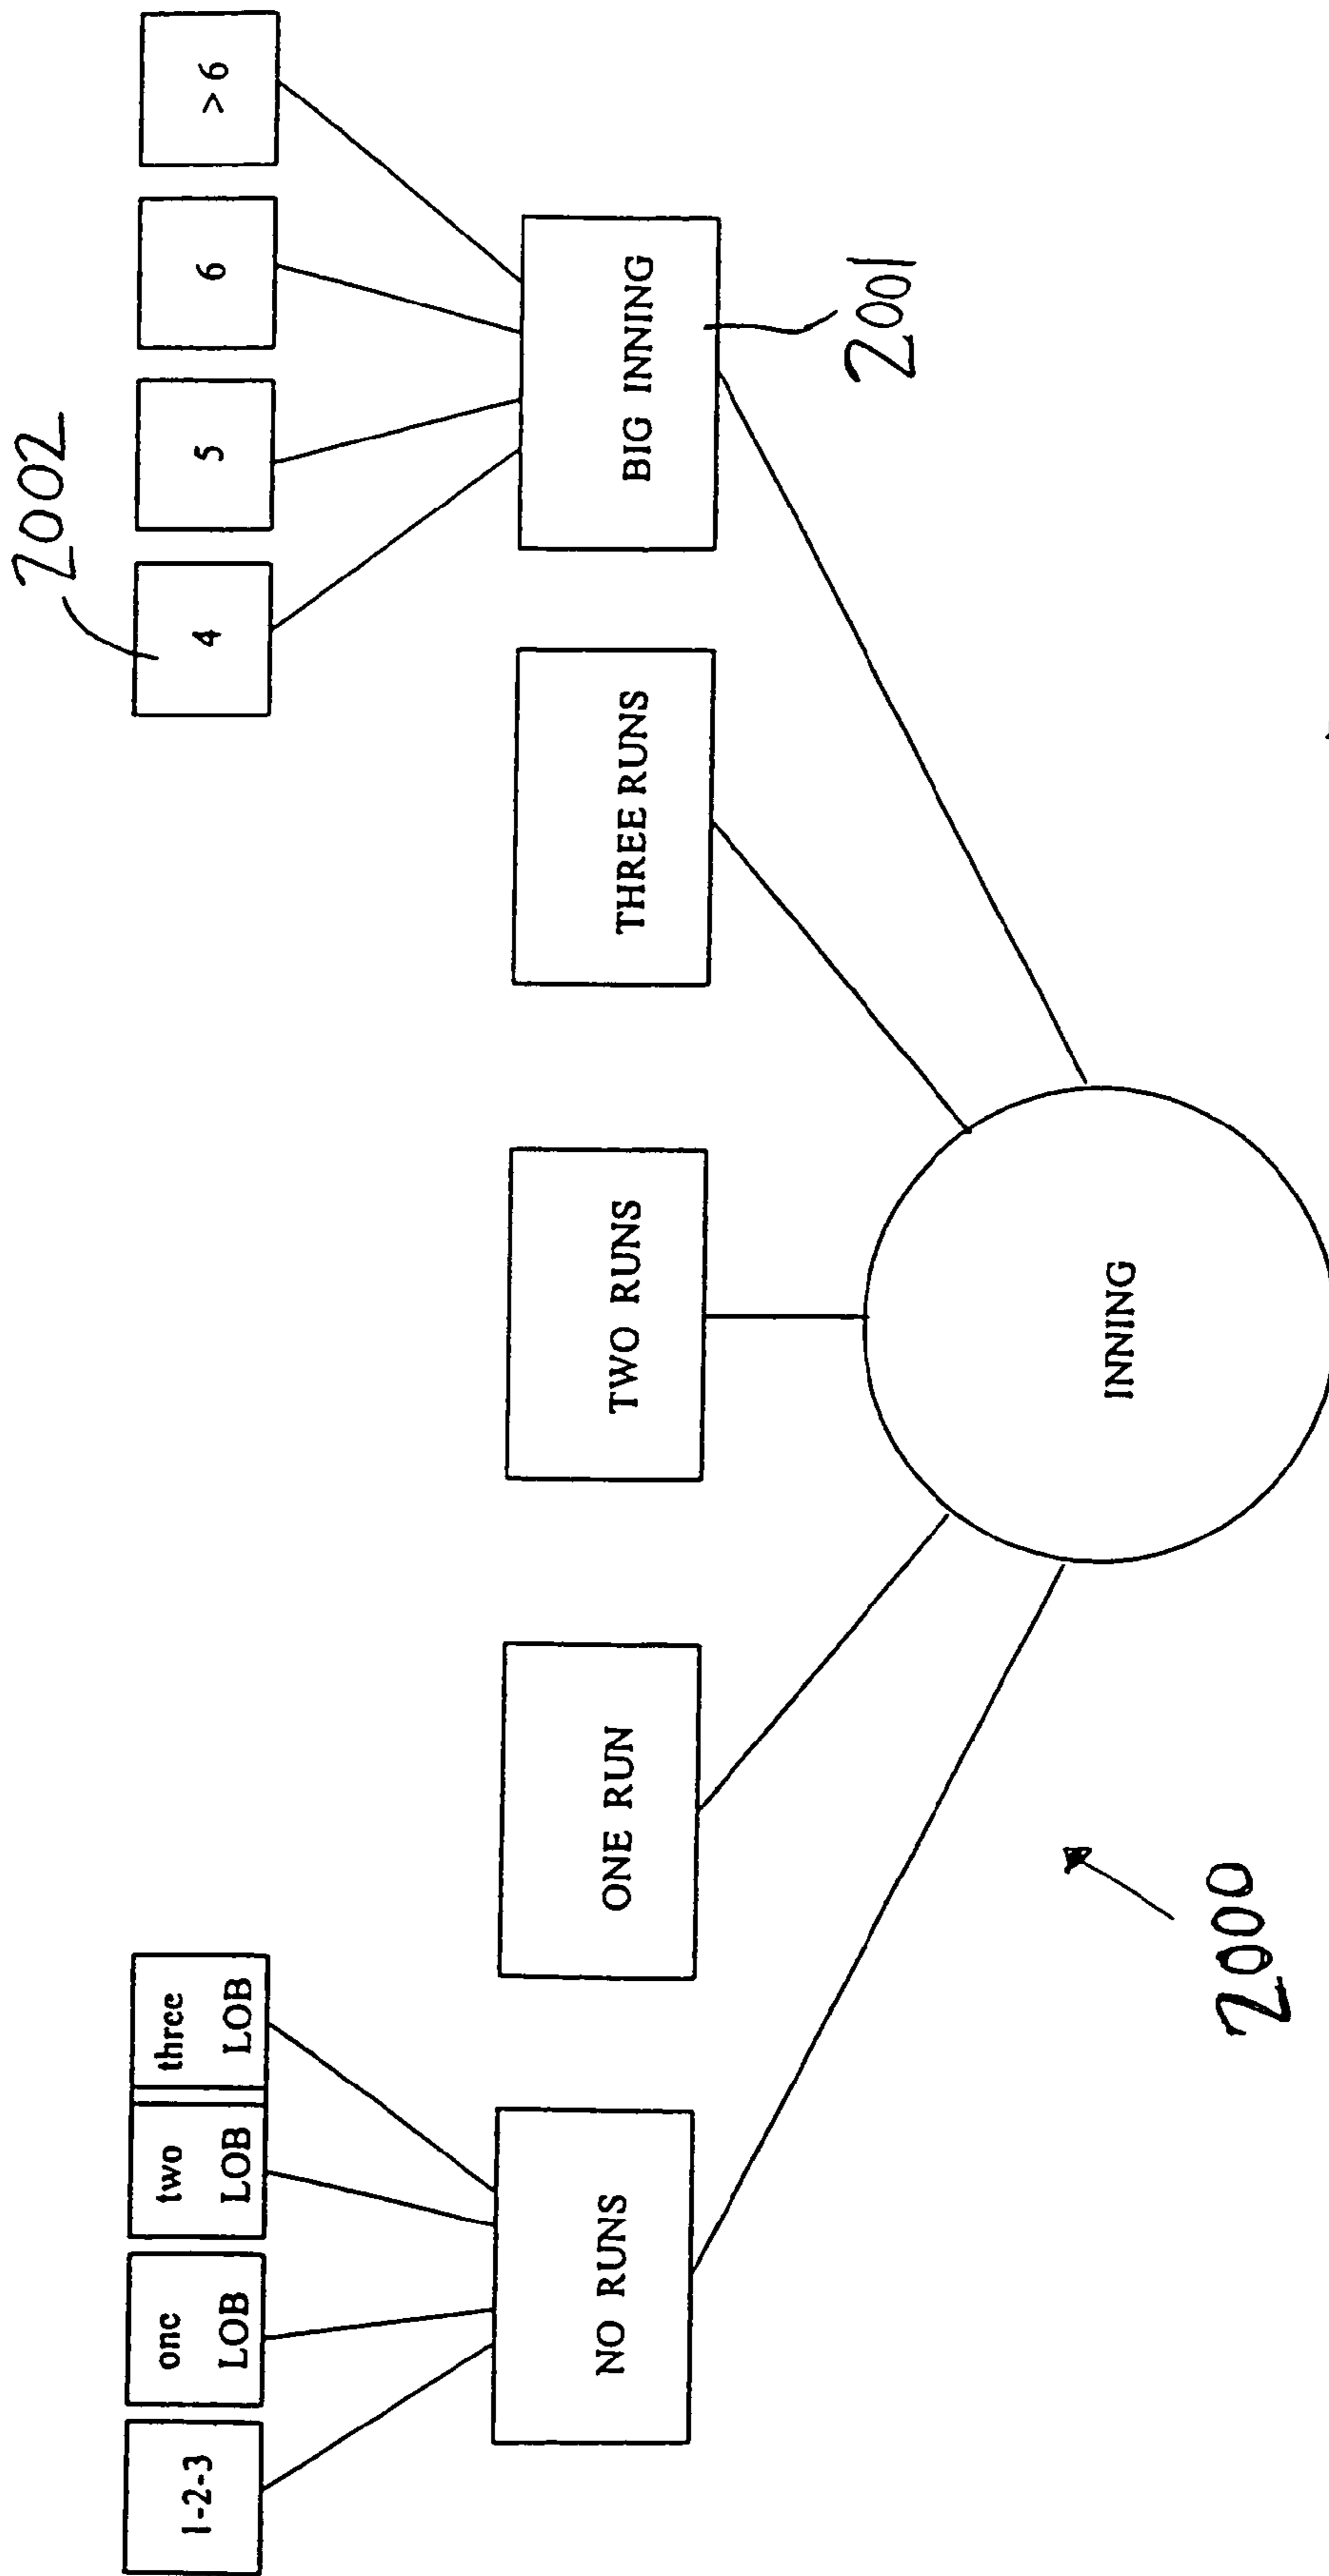 2002
1-2-3
one
LOB
two
LOB
three
LOB
4
5
6
> 6
NO RUNS
ONE RUN
TWO RUNS
THREE RUNS
BIG INNING
2001
INNING
2000